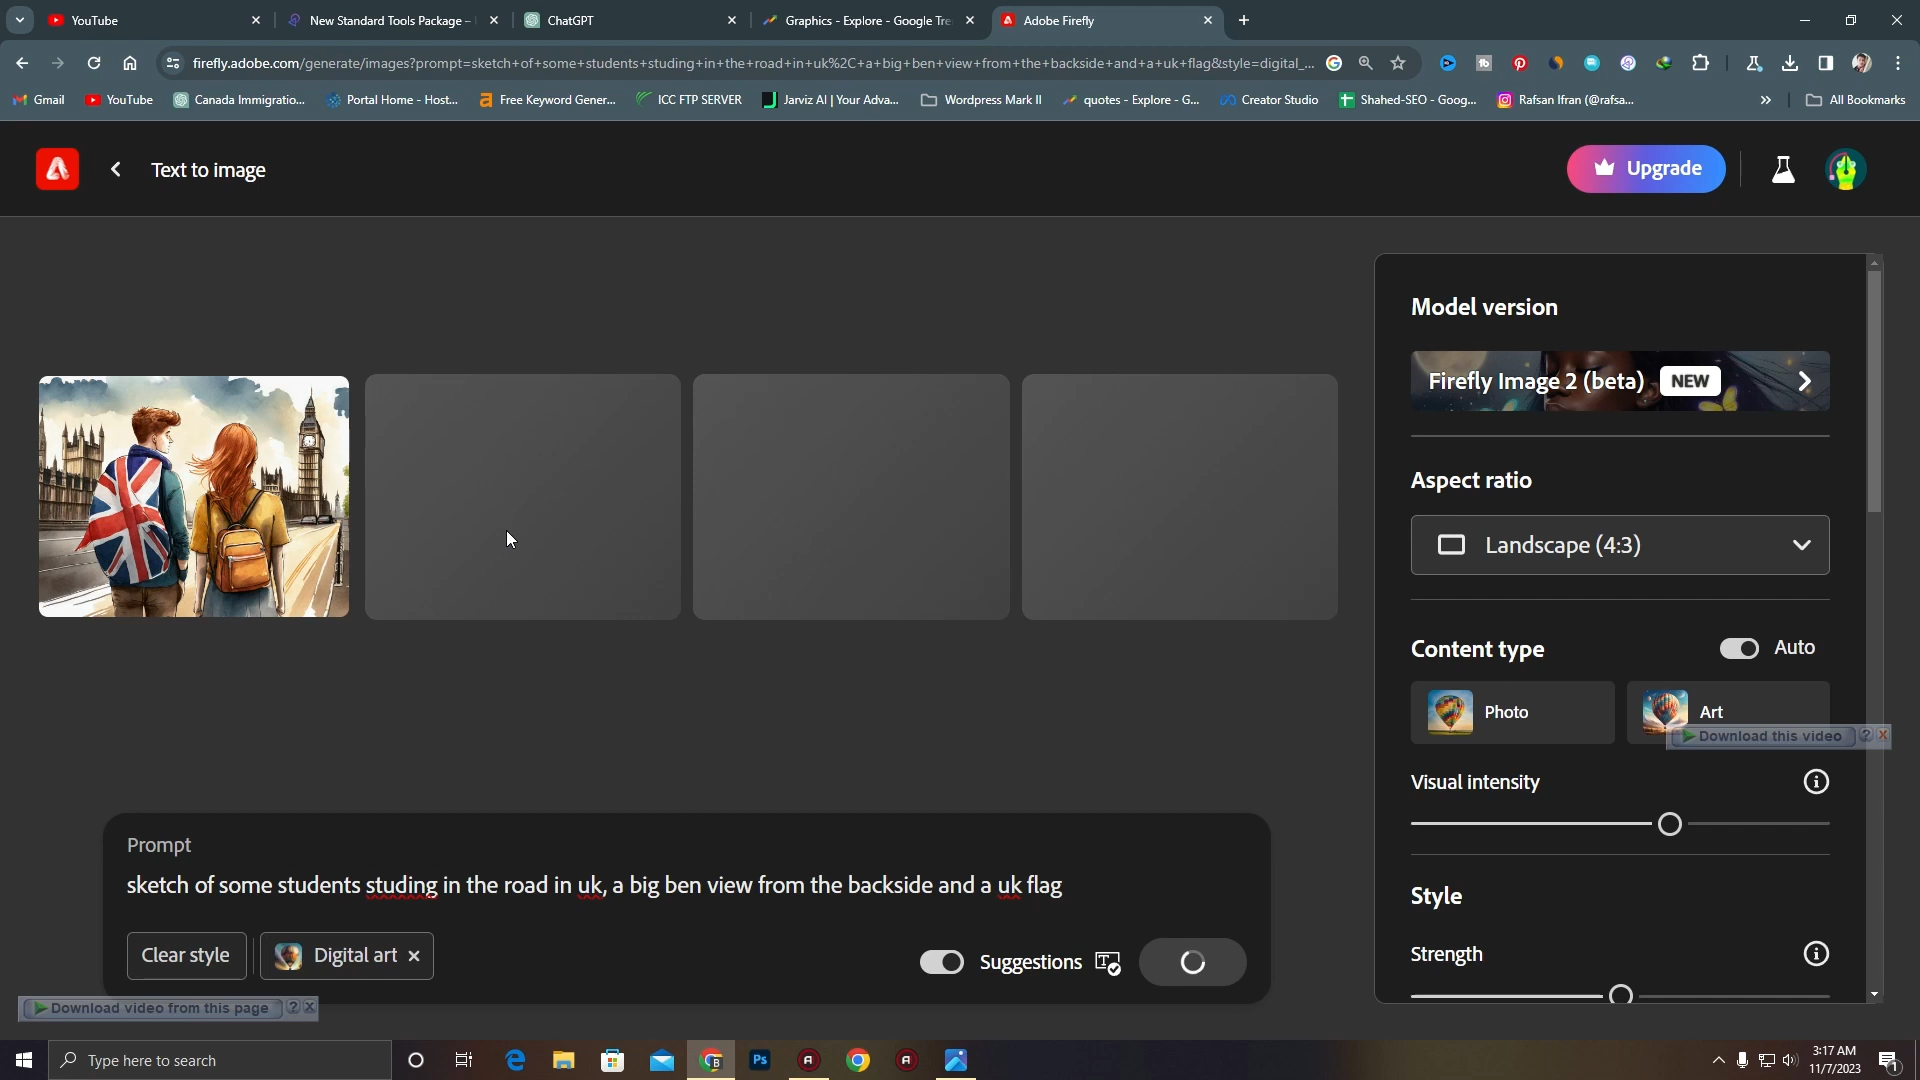 YouTube
New Standard Tools Package –
ChatGPT
Graphics - Explore - Google Tre
Adobe Firefly
firefly.adobe.com/generate/images?prompt=sketch+of+some+students+studing+in+the+road+in+uk%2C+a+big+ben+view+from+the+backside+and+a+uk+flag&style=digital_...
Gmail
YouTube
Canada Immigratio...
Portal Home - Host...
Free Keyword Gener...
ICC FTP SERVER
Jarviz AI | Your Adva...
Wordpress Mark II
quotes - Explore - G...
Creator Studio
Shahed-SEO - Goog...
Rafsan Ifran (@rafsa...
»
All Bookmarks
Text to image
Upgrade
Model version
Firefly Image 2 (beta) NEW
Aspect ratio
Landscape (4:3)
Content type
Auto
Photo
Art
Download this video ? X
Visual intensity
Style
Strength
Prompt
sketch of some students studing in the road in uk, a big ben view from the backside and a uk flag
Clear style
Digital art
Suggestions
Download video from this page ? X
Type here to search
Ps
3:17 AM
11/7/2023
1